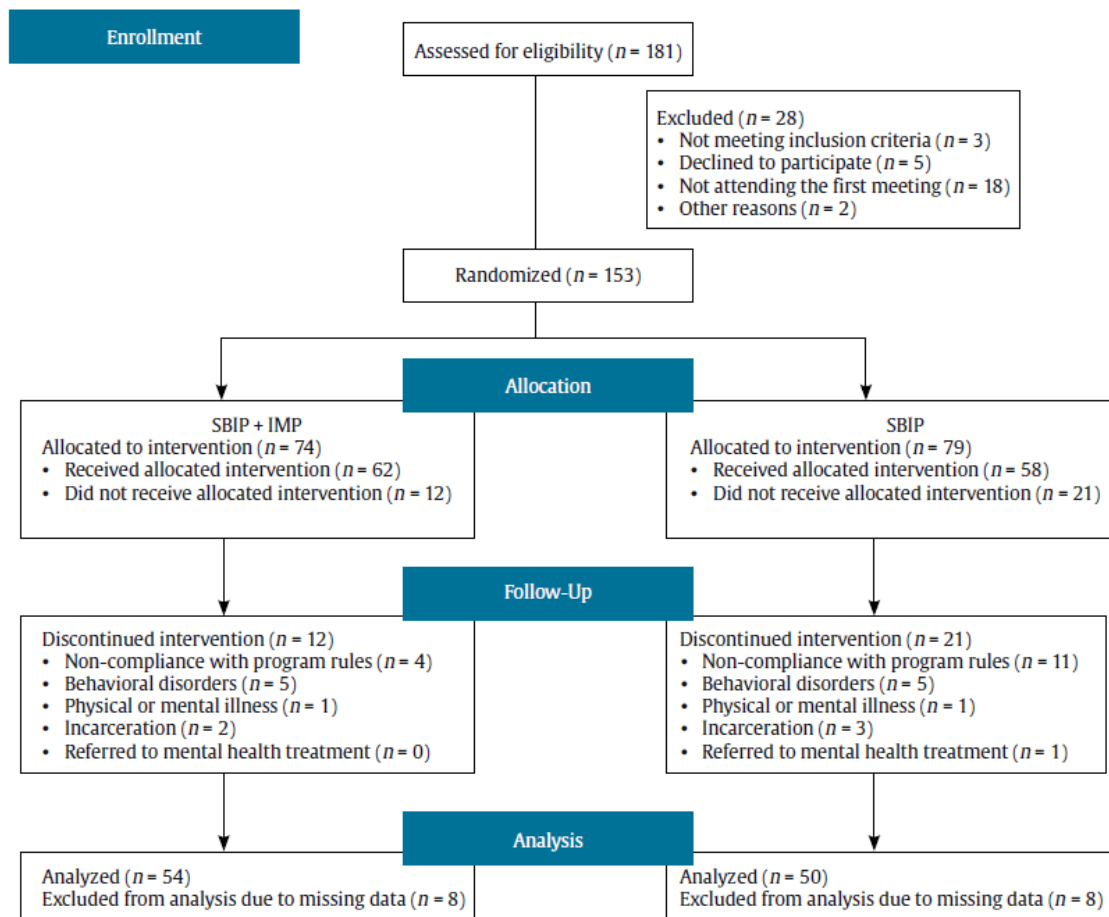 Enrollment
Assessed for eligibility (n = 181)
Excluded (n = 28)
• Not meeting inclusion criteria (n = 3)
• Declined to participate (n = 5)
• Not attending the first meeting (n = 18)
• Other reasons (n = 2)
Randomized (n = 153)
Allocation
SBIP + IMP
Allocated to intervention (n = 74)
• Received allocated intervention (n = 62)
• Did not receive allocated intervention (n = 12)
SBIP
Allocated to intervention (n = 79)
• Received allocated intervention (n = 58)
• Did not receive allocated intervention (n = 21)
Follow-Up
Discontinued intervention (n = 12)
• Non-compliance with program rules (n = 4)
• Behavioral disorders (n = 5)
• Physical or mental illness (n = 1)
• Incarceration (n = 2)
• Referred to mental health treatment (n = 0)
Discontinued intervention (n = 21)
• Non-compliance with program rules (n = 11)
• Behavioral disorders (n = 5)
• Physical or mental illness (n = 1)
• Incarceration (n = 3)
• Referred to mental health treatment (n = 1)
Analysis
Analyzed (n = 54)
Excluded from analysis due to missing data (n = 8)
Analyzed (n = 50)
Excluded from analysis due to missing data (n = 8)